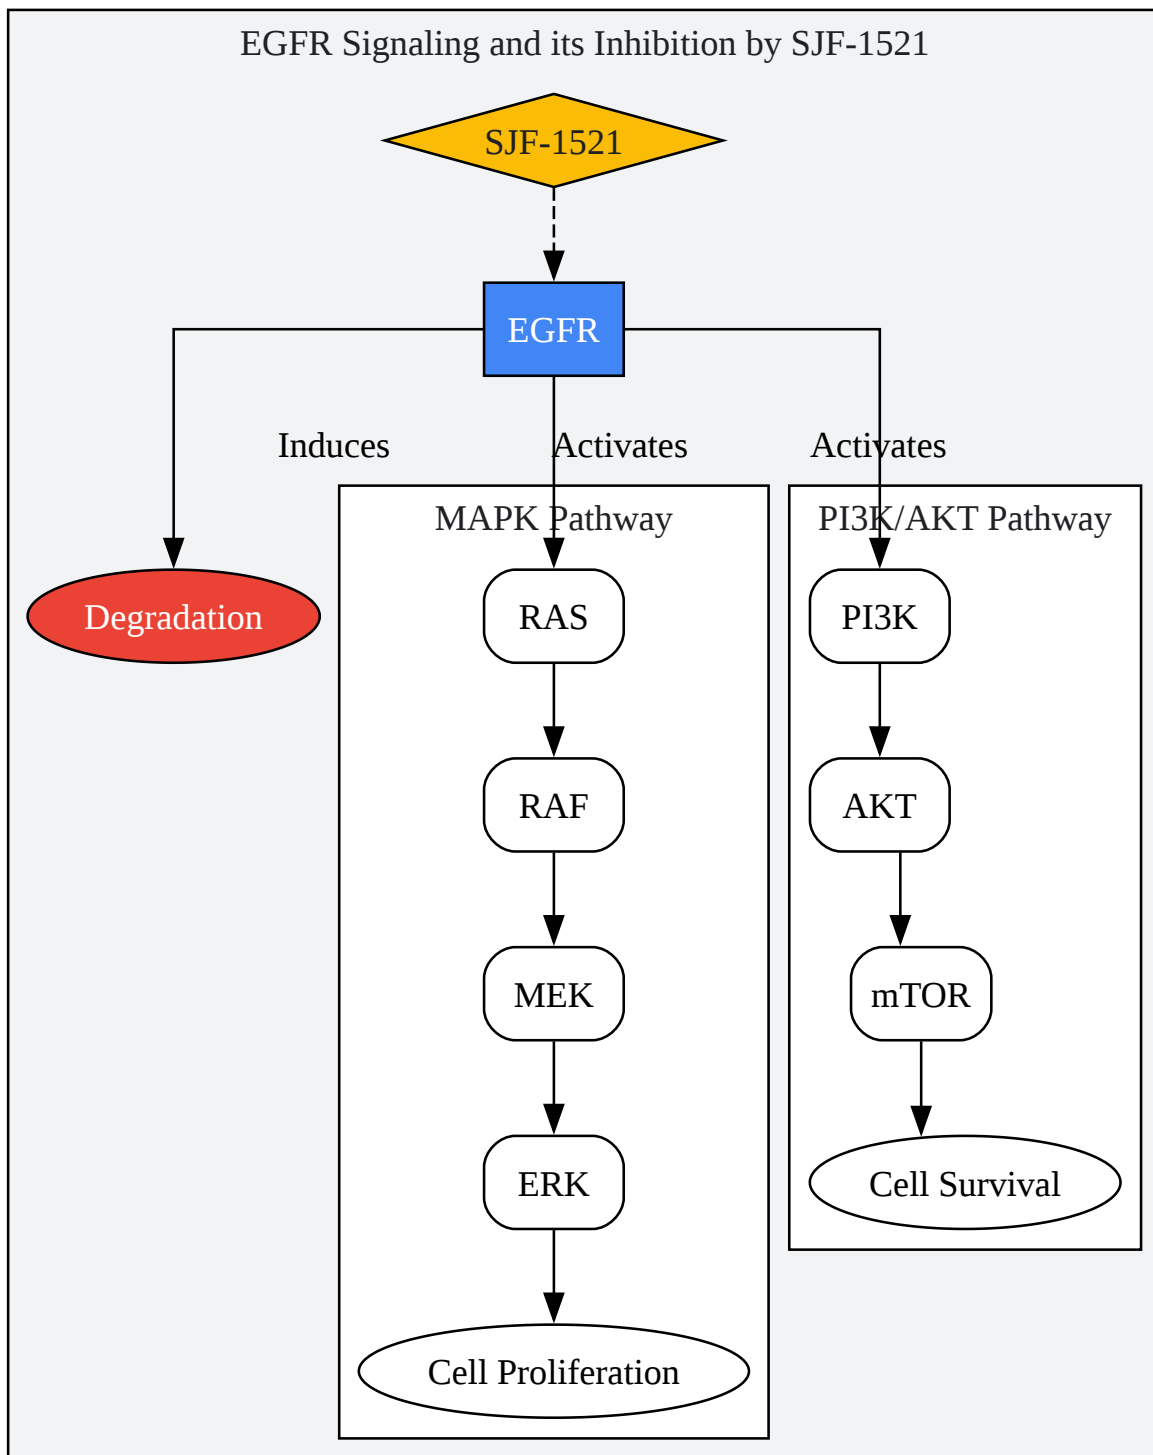 EGFR Signaling and its Inhibition by SJF-1521
SJF-1521
EGFR
Induces
Activates
Activates
MAPK Pathway
PI3K/AKT Pathway
Degradation
RAS
PI3K
RAF
AKT
MEK
mTOR
ERK
Cell Survival
Cell Proliferation